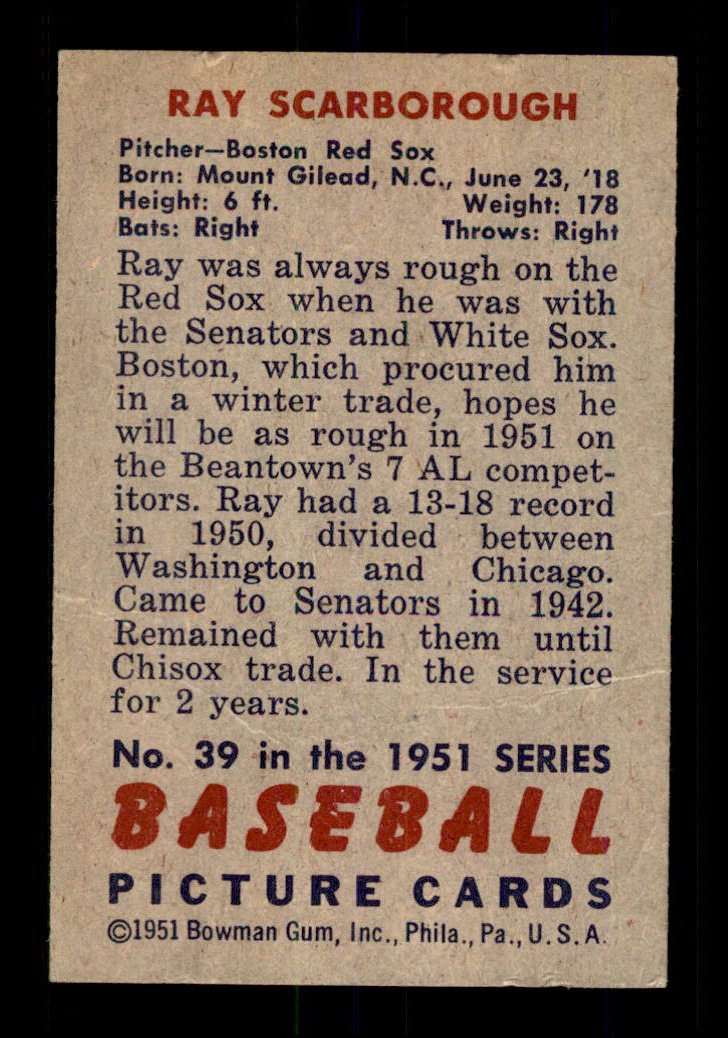 RAY SCARBOROUGH
Pitcher—Boston Red Sox
Born: Mount Gilead, N.C., June 23, '18
Height: 6 ft. Weight: 178
Bats: Right Throws: Right
Ray was always rough on the
Red Sox when he was with
the Senators and White Sox.
Boston, which procured him
in a winter trade, hopes he
will be as rough in 1951 on
the Beantown's 7 AL compet-
itors. Ray had a 13-18 record
in 1950, divided between
Washington and Chicago.
Came to Senators in 1942.
Remained with them until
Chisox trade. In the service
for 2 years.
No. 39 in the 1951 SERIES
BASEBALL
PICTURE CARDS
©1951 Bowman Gum, Inc., Phila., Pa., U.S.A.